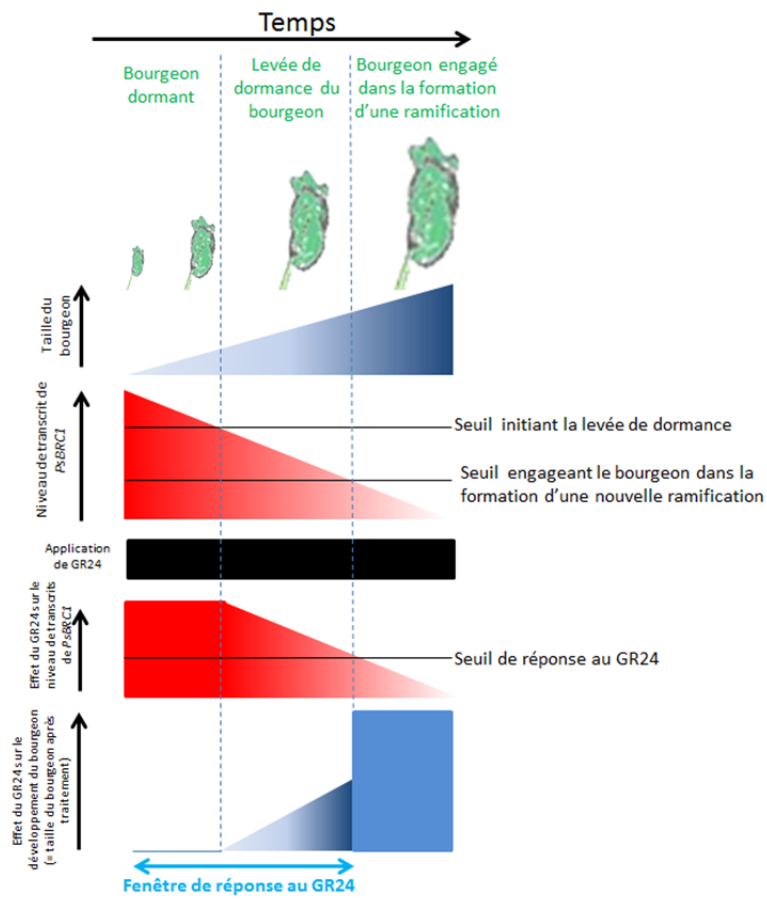 Temps
Bourgeon
dormant
Levée de
dormance du
bourgeon
Bourgeon engagé
dans la formation
d'une ramification
Taille du
bourgeon
Niveau de transcrit de
PsBRC1
Seuil initiant la levée de dormance
Seuil engageant le bourgeon dans la
formation d'une nouvelle ramification
Application
de GR24
Effet du GR24 sur le
niveau de transcrits
de PsBRC1
Seuil de réponse au GR24
Effet du GR24 sur le
développement du bourgeon
(= taille du bourgeon après
traitement)
Fenêtre de réponse au GR24